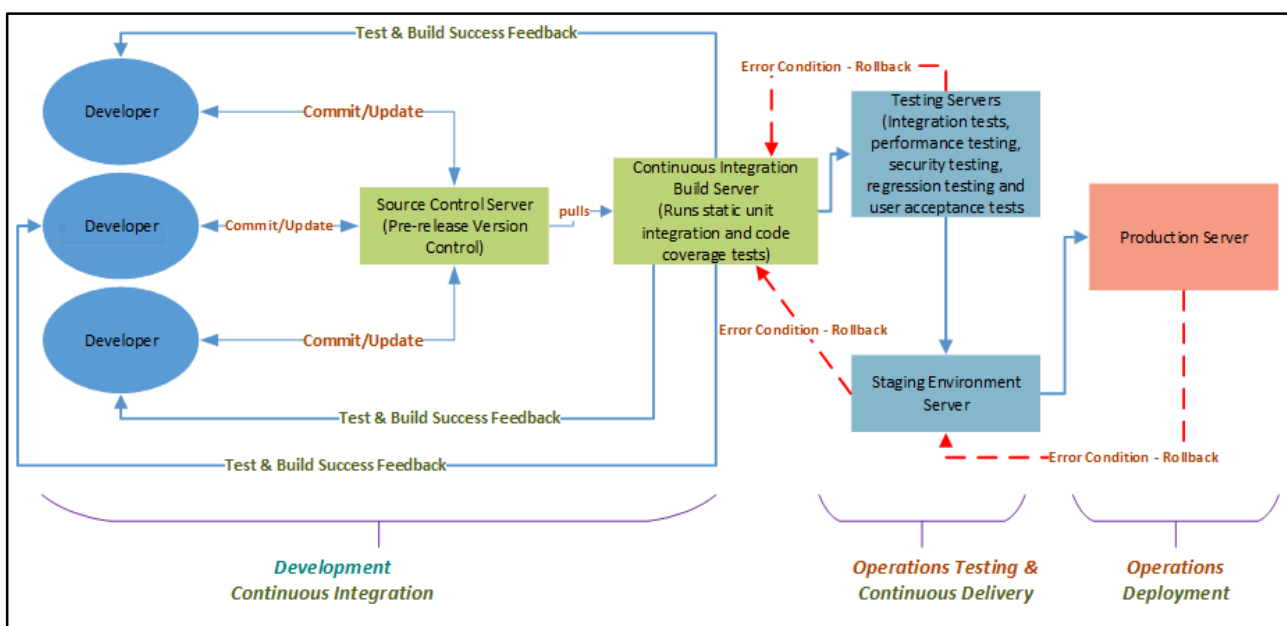 Test & Build Success Feedback
Error Condition - Rollback
Developer
Commit/Update
Testing Servers
(Integration tests,
performance testing,
security testing,
regression testing and
user acceptance tests
Continuous Integration
Build Server
(Runs static unit
integration and code
coverage tests)
Source Control Server
(Pre-release Version
Control)
pulls
Developer
Commit/Update
Production Server
Developer
Commit/Update
Error Condition - Rollback
Staging Environment
Server
Test & Build Success Feedback
Test & Build Success Feedback
Error Condition - Rollback
Development
Continuous Integration
Operations Testing &
Continuous Delivery
Operations
Deployment